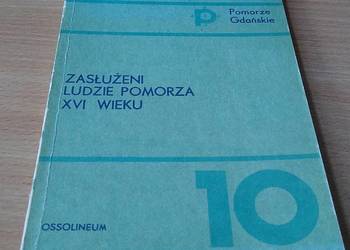 p Pomorze
Gdańskie
ZASŁUŻENI
LUDZIE POMORZA
XVI WIEKU
OSSOLINEUM
10